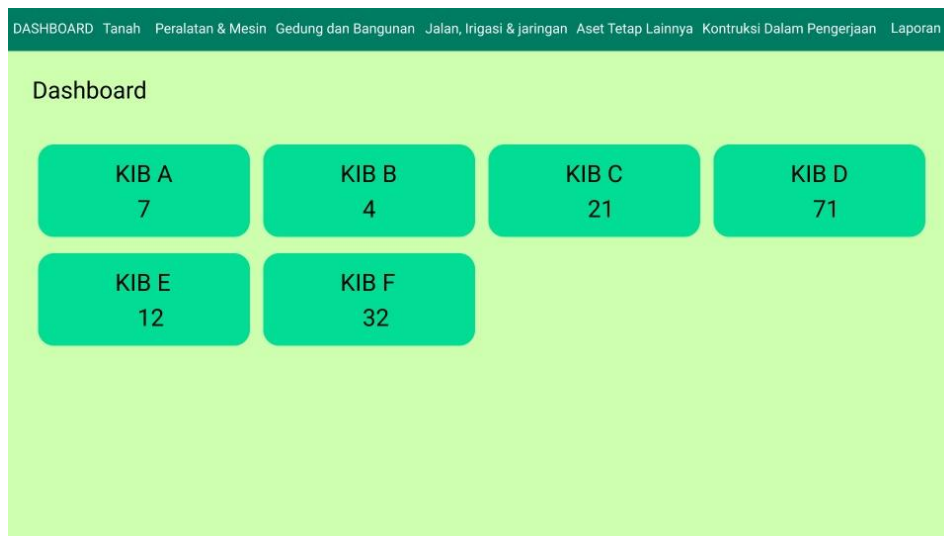 DASHBOARD Tanah Peralatan & Mesin Gedung dan Bangunan Jalan, Irigasi & jaringan Aset Tetap Lainnya Kontruksi Dalam Pengerjaan Laporan
Dashboard
KIB A KIB B KIB C KIB D
7 4 21 71
KIB E KIB F
12 32